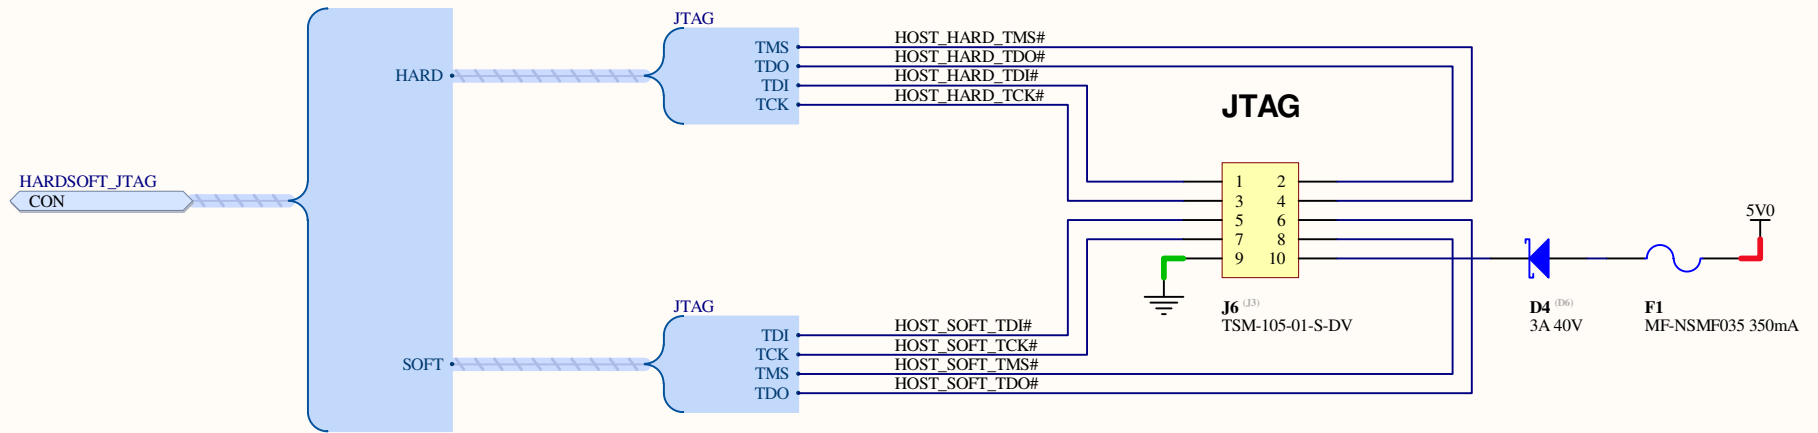 JTAG
HOST_HARD_TMS#
TMS
HOST_HARD_TDO#
TDO
HARD
HOST_HARD_TDI#
TDI
HOST_HARD_TCK#
TCK
JTAG
HARDSOFT_JTAG
CON
1 2
3 4
5 6
7 8
9 10
5V0
J6 (J3)
TSM-105-01-S-DV
D4 (D6)
3A 40V
F1
MF-NSMF035 350mA
JTAG
HOST_SOFT_TDI#
TDI
HOST_SOFT_TCK#
TCK
SOFT
HOST_SOFT_TMS#
TMS
HOST_SOFT_TDO#
TDO